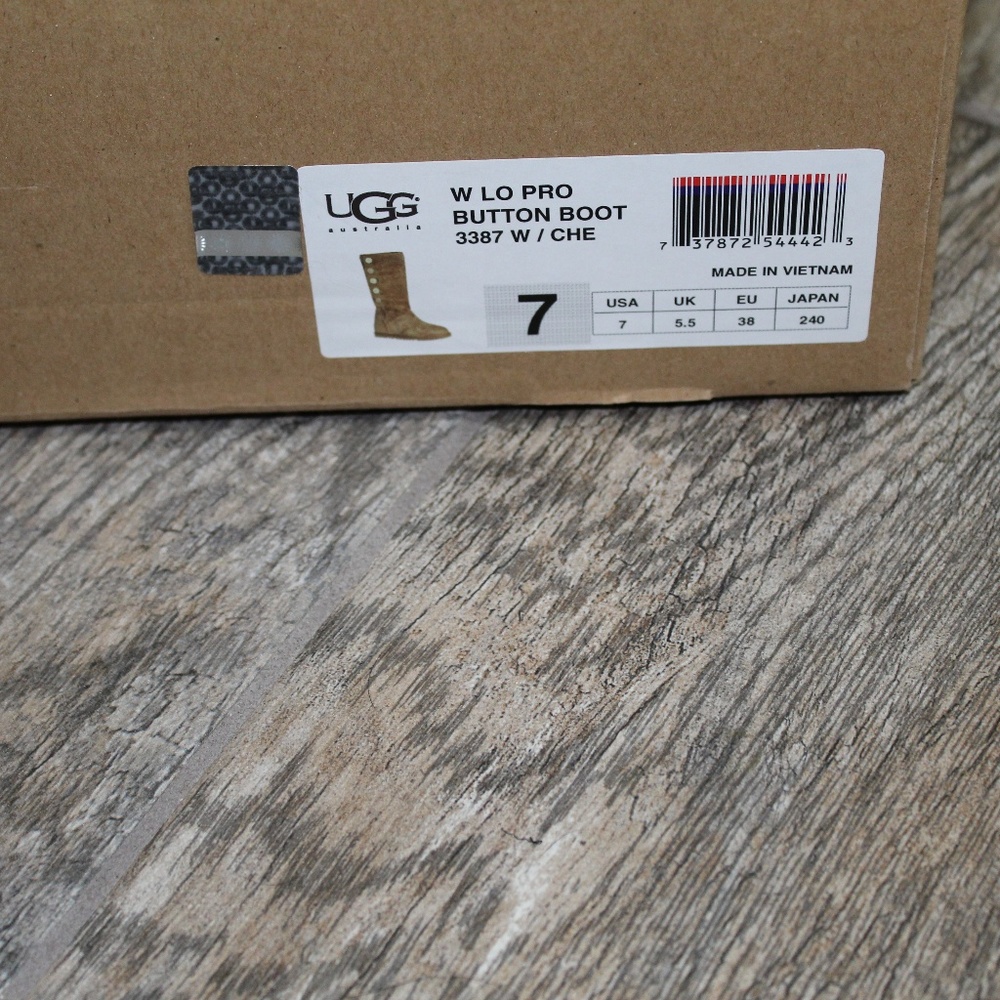 UGG
australia
W LO PRO
BUTTON BOOT
3387 W / CHE
7 37872 54442 3
MADE IN VIETNAM
7
USA UK EU JAPAN
7 5.5 38 240